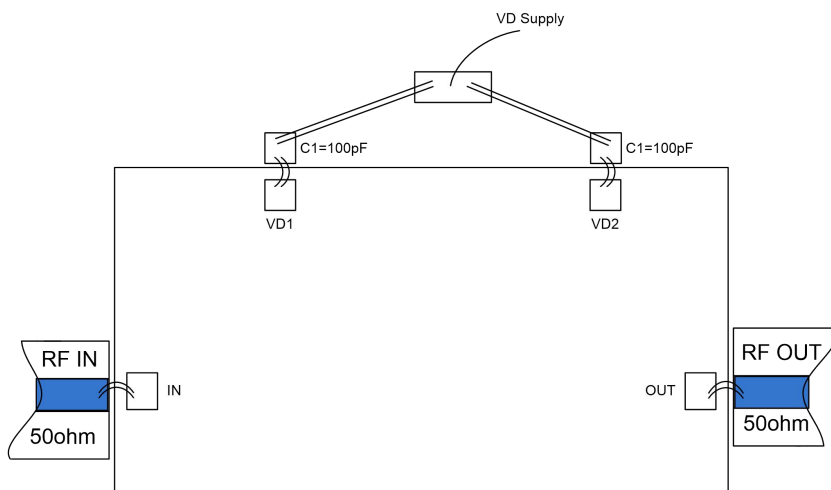 VD Supply
C1=100pF
C1=100pF
VD1
VD2
RF IN
IN
50ohm
RF OUT
OUT
50ohm